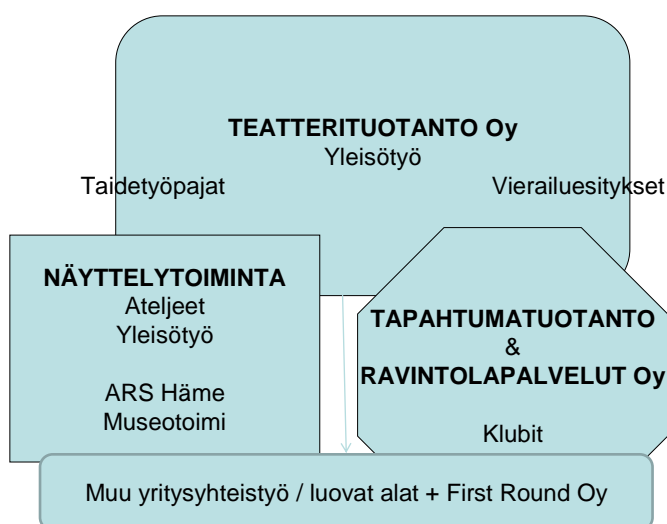 TEATTERITUOTANTO Oy
Yleisötyö
Taidetyöpajat
Vierailuesitykset
NÄYTTELYTOIMINTA
Ateljeet
Yleisötyö
ARS Häme
Museotoimi
TAPAHTUMATUOTANTO
&
RAVINTOLAPALVELUT Oy
Klubit
Muu yritysyhteistyö / luovat alat + First Round Oy